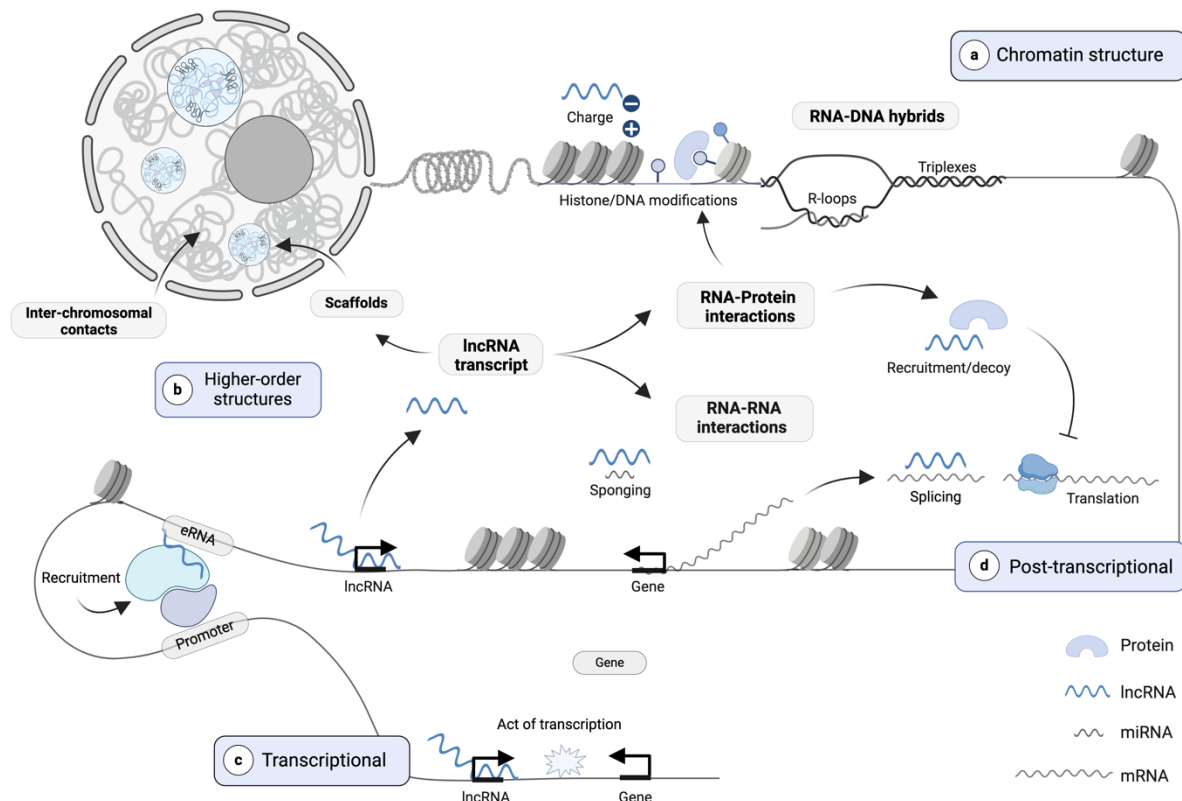 a Chromatin structure
−
Charge
+
RNA-DNA hybrids
Triplexes
R-loops
Histone/DNA modifications
Inter-chromosomal
contacts
Scaffolds
lncRNA
transcript
RNA-Protein
interactions
Recruitment/decoy
b Higher-order
structures
RNA-RNA
interactions
Sponging
Splicing
Translation
eRNA
Recruitment
Promoter
lncRNA
Gene
d Post-transcriptional
Protein
lncRNA
miRNA
mRNA
Gene
Act of transcription
c Transcriptional
lncRNA
Gene